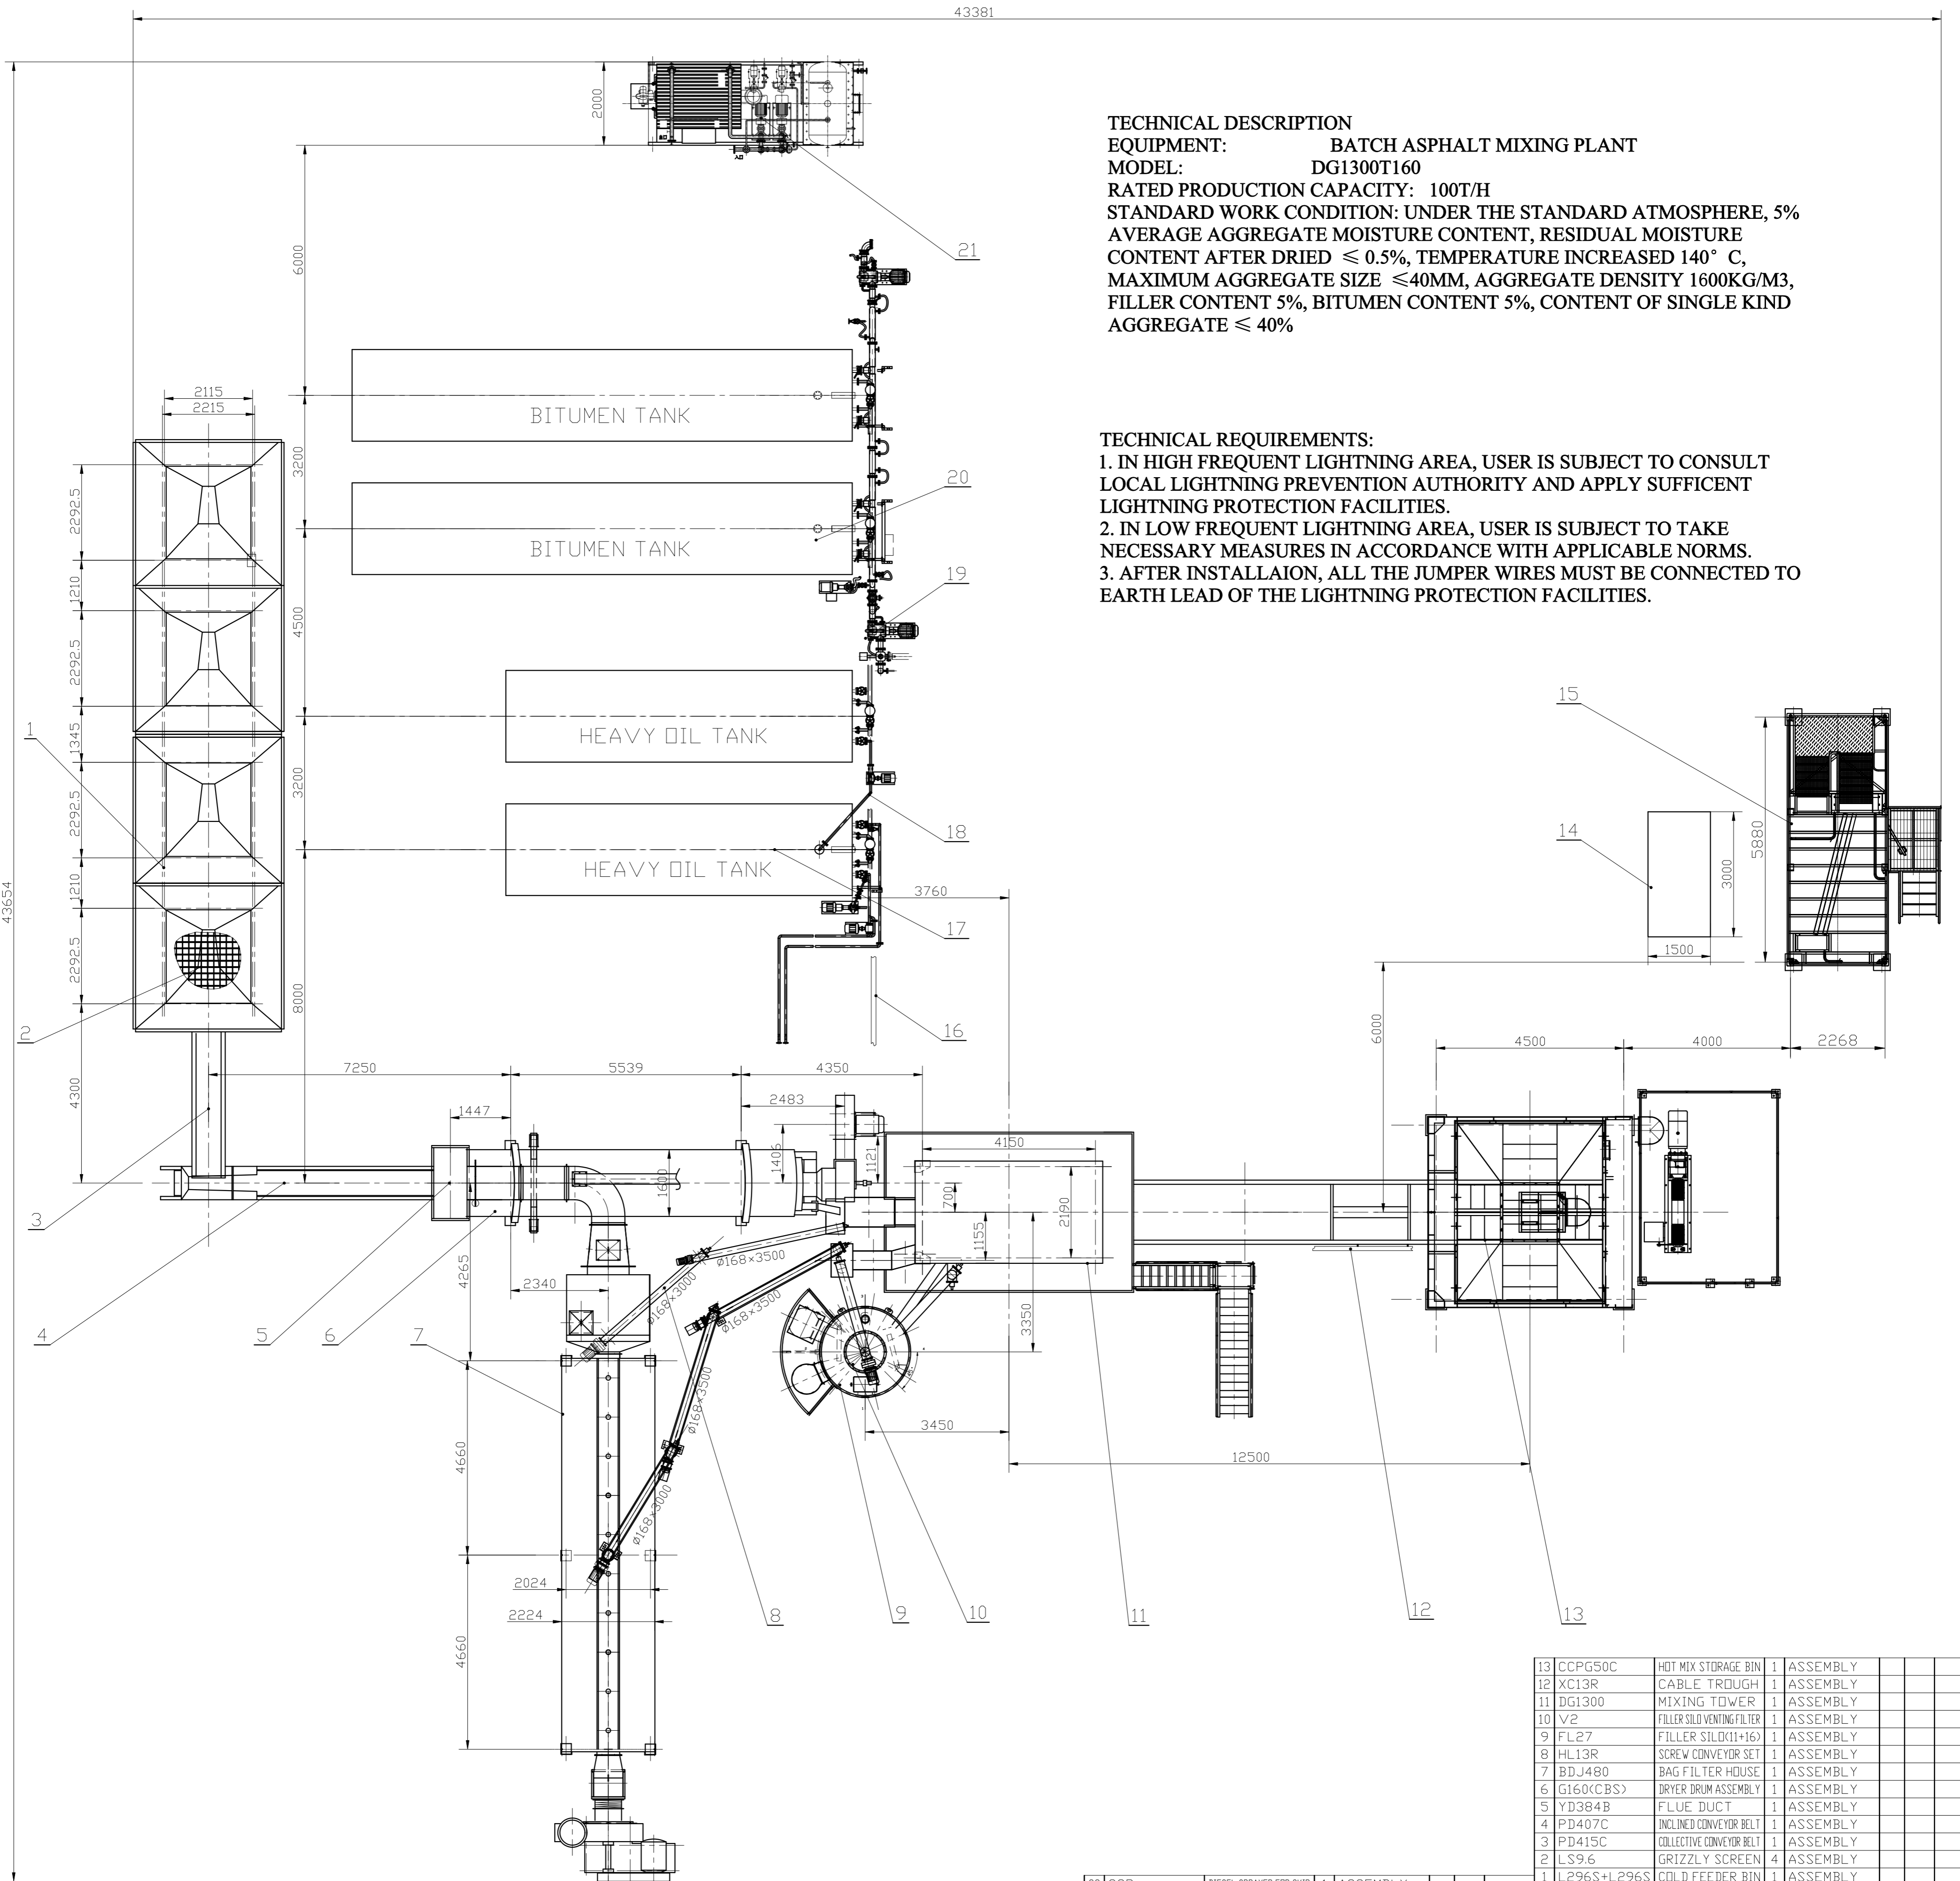 43381
2000
TECHNICAL DESCRIPTION
EQUIPMENT: BATCH ASPHALT MIXING PLANT
MODEL: DG1300T160
RATED PRODUCTION CAPACITY: 100T/H
STANDARD WORK CONDITION: UNDER THE STANDARD ATMOSPHERE, 5%
AVERAGE AGGREGATE MOISTURE CONTENT, RESIDUAL MOISTURE
CONTENT AFTER DRIED ≤ 0.5%, TEMPERATURE INCREASED 140° C,
MAXIMUM AGGREGATE SIZE ≤40MM, AGGREGATE DENSITY 1600KG/M3,
FILLER CONTENT 5%, BITUMEN CONTENT 5%, CONTENT OF SINGLE KIND
AGGREGATE ≤ 40%
6000
21
2115
2215
BITUMEN TANK
3200
20
BITUMEN TANK
TECHNICAL REQUIREMENTS:
1. IN HIGH FREQUENT LIGHTNING AREA, USER IS SUBJECT TO CONSULT
LOCAL LIGHTNING PREVENTION AUTHORITY AND APPLY SUFFICENT
LIGHTNING PROTECTION FACILITIES.
2. IN LOW FREQUENT LIGHTNING AREA, USER IS SUBJECT TO TAKE
NECESSARY MEASURES IN ACCORDANCE WITH APPLICABLE NORMS.
3. AFTER INSTALLAION, ALL THE JUMPER WIRES MUST BE CONNECTED TO
EARTH LEAD OF THE LIGHTNING PROTECTION FACILITIES.
2292.5
1210
4500
19
2292.5
1
1345
HEAVY OIL TANK
3200
15
2292.5
18
14
3000
5880
43654
1210
HEAVY OIL TANK
3760
17
1500
2292.5
8000
2
16
6000
4500
4000
2268
4300
7250
5539
4350
1447
2483
1406
1121
4150
1600
700
2190
1155
3
4265
2340
ø168×3500
ø168×3000
ø168×3500
3350
4
5
6
7
ø168×3500
3450
12500
4660
ø168×3000
2024
2224
8
9
10
11
12
13
4660
13 CCPG50C HOT MIX STORAGE BIN 1 ASSEMBLY
12 XC13R CABLE TROUGH 1 ASSEMBLY
11 DG1300 MIXING TOWER 1 ASSEMBLY
10 V2 FILLER SILO VENTING FILTER 1 ASSEMBLY
9 FL27 FILLER SILO(11+16) 1 ASSEMBLY
8 HL13R SCREW CONVEYOR SET 1 ASSEMBLY
7 BDJ480 BAG FILTER HOUSE 1 ASSEMBLY
6 G160(CBS) DRYER DRUM ASSEMBLY 1 ASSEMBLY
5 YD384B FLUE DUCT 1 ASSEMBLY
4 PD407C INCLINED CONVEYOR BELT 1 ASSEMBLY
3 PD415C COLLECTIVE CONVEYOR BELT 1 ASSEMBLY
2 LS9.6 GRIZZLY SCREEN 4 ASSEMBLY
1 L296S+L296S COLD FEEDER BIN 1 ASSEMBLY